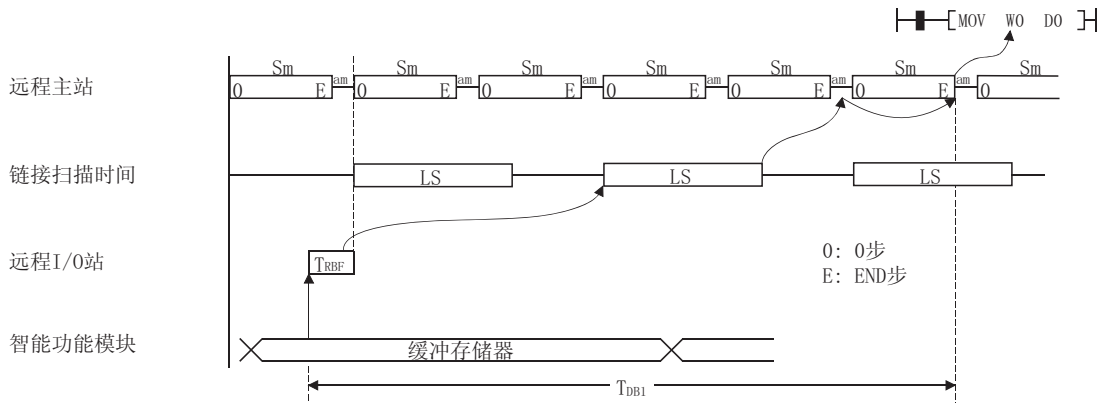 MOV W0 D0
Sm Sm Sm Sm Sm Sm Sm
远程主站
0 E am 0 E am 0 E am 0 E am 0 E am 0 E am 0
链接扫描时间
LS LS LS
远程I/O站
TRBF
0: 0步
E: END步
智能功能模块
缓冲存储器
TDB1